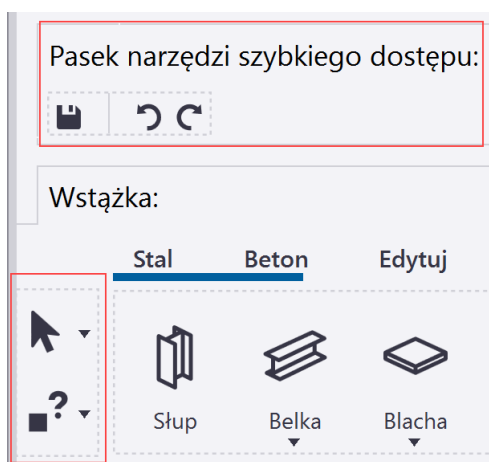 Pasek narzędzi szybkiego dostępu:
Wstążka:
Stal Beton Edytuj
?
Słup Belka Blacha